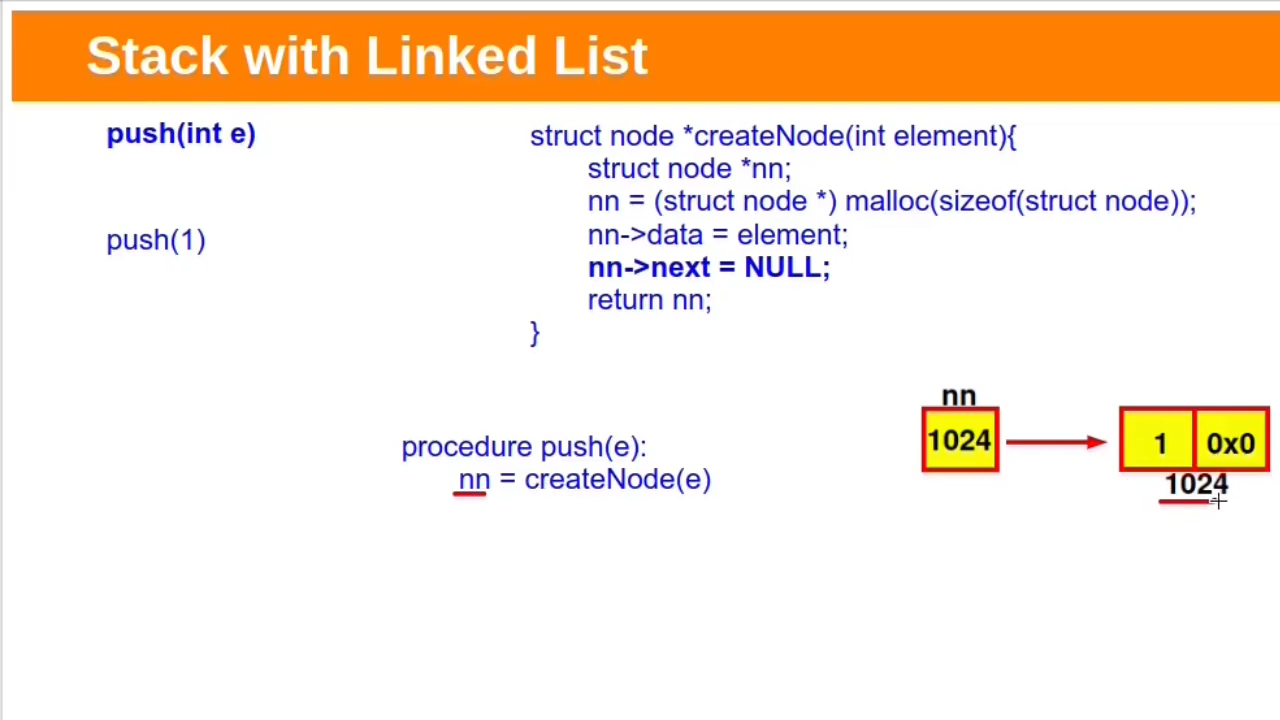 Stack with Linked List
push(int e)
push(1)
struct node *createNode(int element){
struct node *nn;
nn = (struct node *) malloc(sizeof(struct node));
nn->data = element;
nn->next = NULL;
return nn;
}
procedure push(e):
nn = createNode(e)
nn
1024
1 0x0
1024